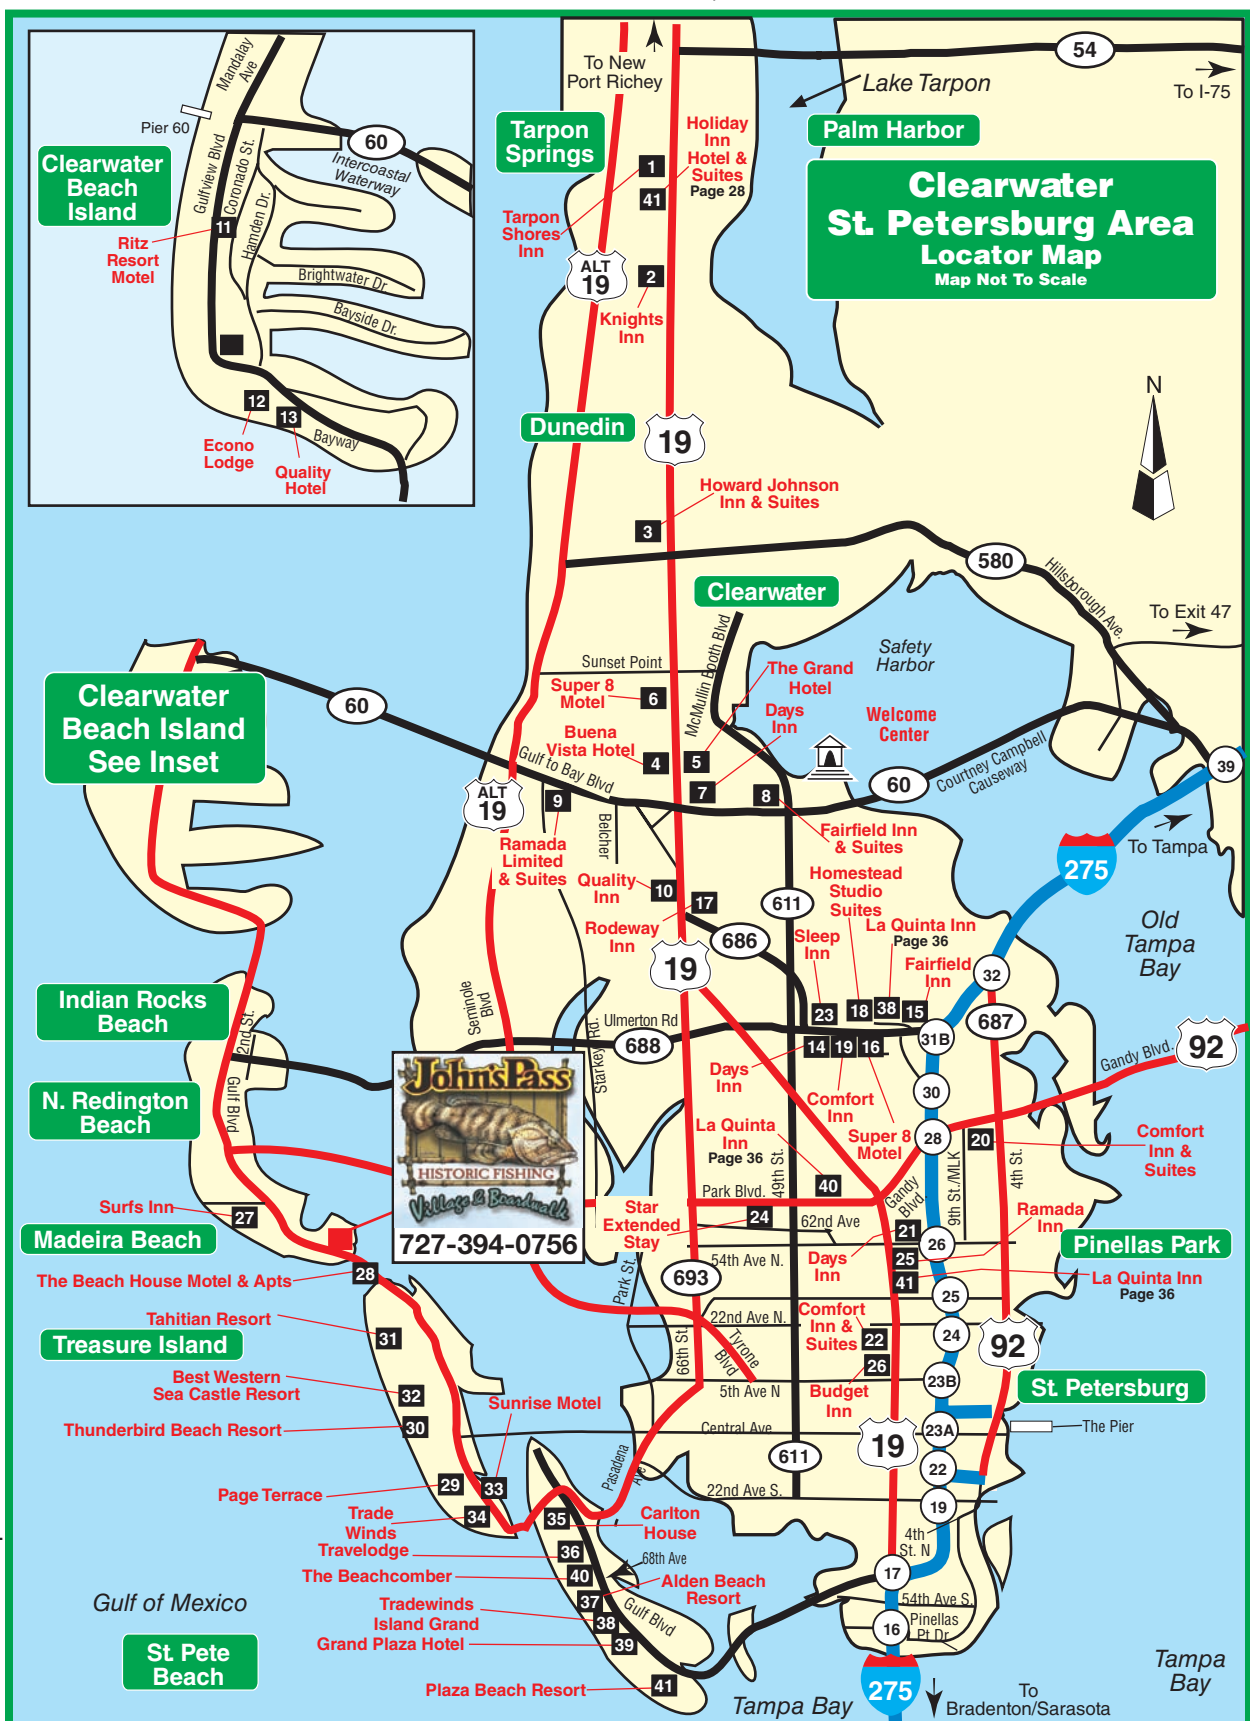 Mandalay
Ave
Pier 60
60
Intercoastal
Waterway
Clearwater
Beach
Island
Gulfview Blvd
Coronado St.
Hamden Dr.
11
Ritz
Resort
Motel
Brightwater Dr
Bayside Dr.
12
13
Econo
Lodge
Bayway
Quality
Hotel
To New
Port Richey
54
Lake Tarpon
To I-75
Tarpon
Springs
Holiday
Inn
Hotel &
Suites
Page 28
Palm Harbor
1
41
Clearwater
St. Petersburg Area
Locator Map
Map Not To Scale
Tarpon
Shores
Inn
ALT
19
2
Knights
Inn
N
Dunedin
19
Howard Johnson
Inn & Suites
3
580
Hillsborough Ave.
Clearwater
To Exit 47
McMullin Booth Blvd
Safety
Harbor
Sunset Point
The Grand
Hotel
Super 8
Motel
6
Clearwater
Beach Island
See Inset
60
Days
Inn
Welcome
Center
Buena
Vista Hotel
4
5
Gulf to Bay Blvd
7
8
60
Courtney Campbell
Causeway
39
ALT
19
9
Belcher
Ramada
Limited
& Suites
Fairfield Inn
& Suites
275
To Tampa
Quality
Inn
10
17
Homestead
Studio
Suites
611
La Quinta Inn
Page 36
Old
Tampa
Bay
Rodeway
Inn
686
Sleep
Inn
Fairfield
Inn
19
32
Indian Rocks
Beach
2nd St.
Seminole
Blvd
Starkey Rd.
Ulmerton Rd
688
23
18
38
15
687
31B
14
19
16
Gandy Blvd.
92
Days
Inn
Comfort
Inn
30
N. Redington
Beach
Gulf Blvd
John'sPass
HISTORIC FISHING
Village & Boardwalk
727-394-0756
La Quinta
Inn
Page 36
Super 8
Motel
28
20
Comfort
Inn &
Suites
49th St.
9th St./MLK
4th St.
40
Park Blvd.
Gandy
Blvd.
Surfs Inn
27
Star
Extended
Stay
24
62nd Ave
21
Ramada
Inn
Madeira Beach
26
Pinellas Park
54th Ave N.
Days
Inn
25
41
La Quinta Inn
Page 36
The Beach House Motel & Apts
28
Park St.
693
25
Tahitian Resort
31
22nd Ave N.
Comfort
Inn &
Suites
22
24
92
Treasure Island
66th St.
Tyrone
Blvd
26
23B
Best Western
Sea Castle Resort
32
5th Ave N
Budget
Inn
St. Petersburg
Sunrise Motel
Thunderbird Beach Resort
30
Central Ave
19
23A
The Pier
Pasadena
Ave
611
22
Page Terrace
29
33
22nd Ave S.
19
Trade
Winds
34
35
Carlton
House
4th
St. N
Travelodge
36
68th Ave
The Beachcomber
40
Alden Beach
Resort
17
Gulf of Mexico
Tradewinds
Island Grand
37
38
Gulf Blvd
54th Ave S.
Grand Plaza Hotel
39
16
Pinellas
Pt Dr.
St. Pete
Beach
Plaza Beach Resort
41
Tampa Bay
275
To
Bradenton/Sarasota
Tampa
Bay